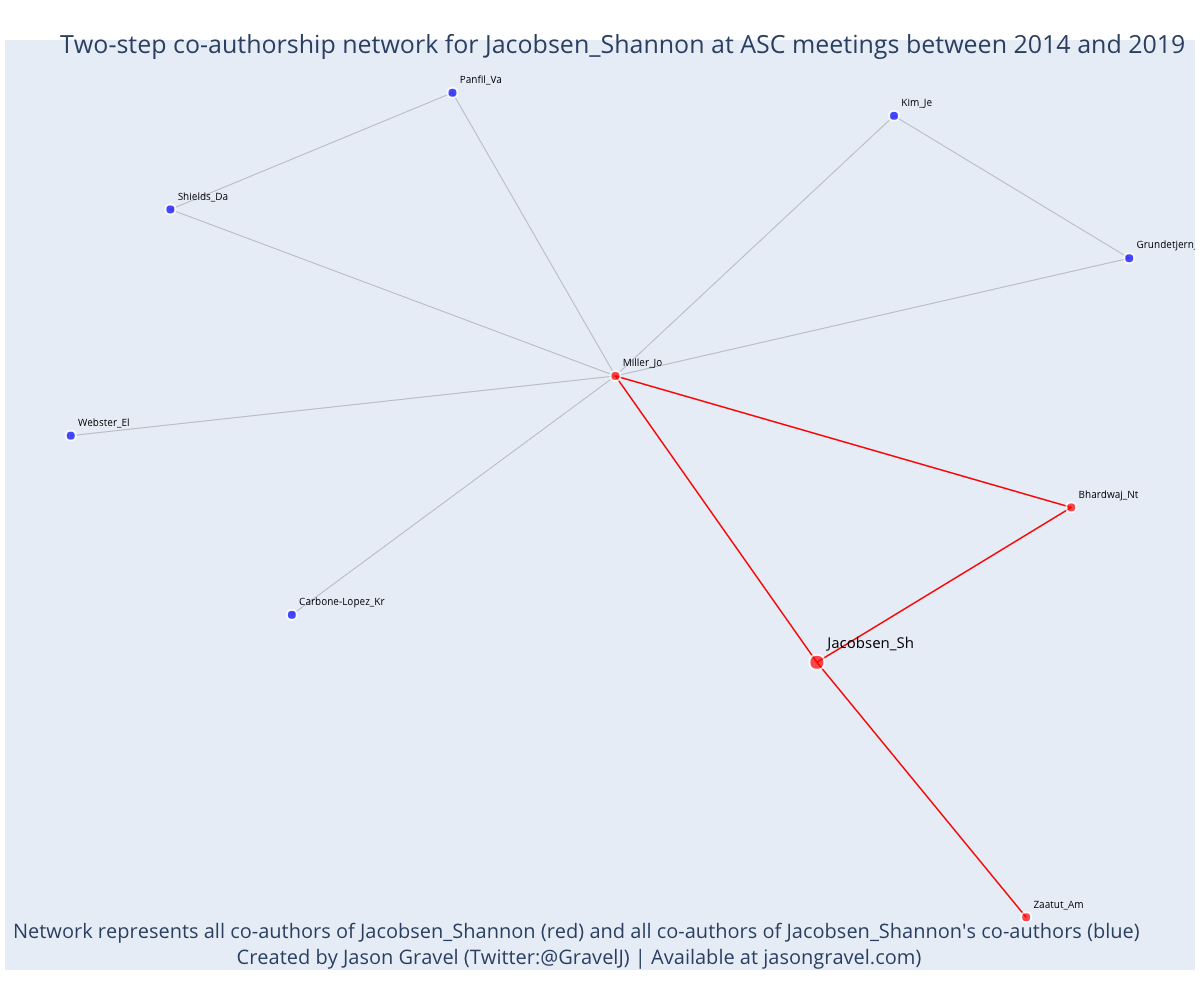 Two-step co-authorship network for Jacobsen_Shannon at ASC meetings between 2014 and 2019
Panfil_Va
Kim_Je
Shields_Da
Grundetjern_
Miller_Jo
Webster_El
Bhardwaj_Nt
Carbone-Lopez_Kr
Jacobsen_Sh
Zaatut_Am
Network represents all co-authors of Jacobsen_Shannon (red) and all co-authors of Jacobsen_Shannon's co-authors (blue)
Created by Jason Gravel (Twitter:@GravelJ) | Available at jasongravel.com)